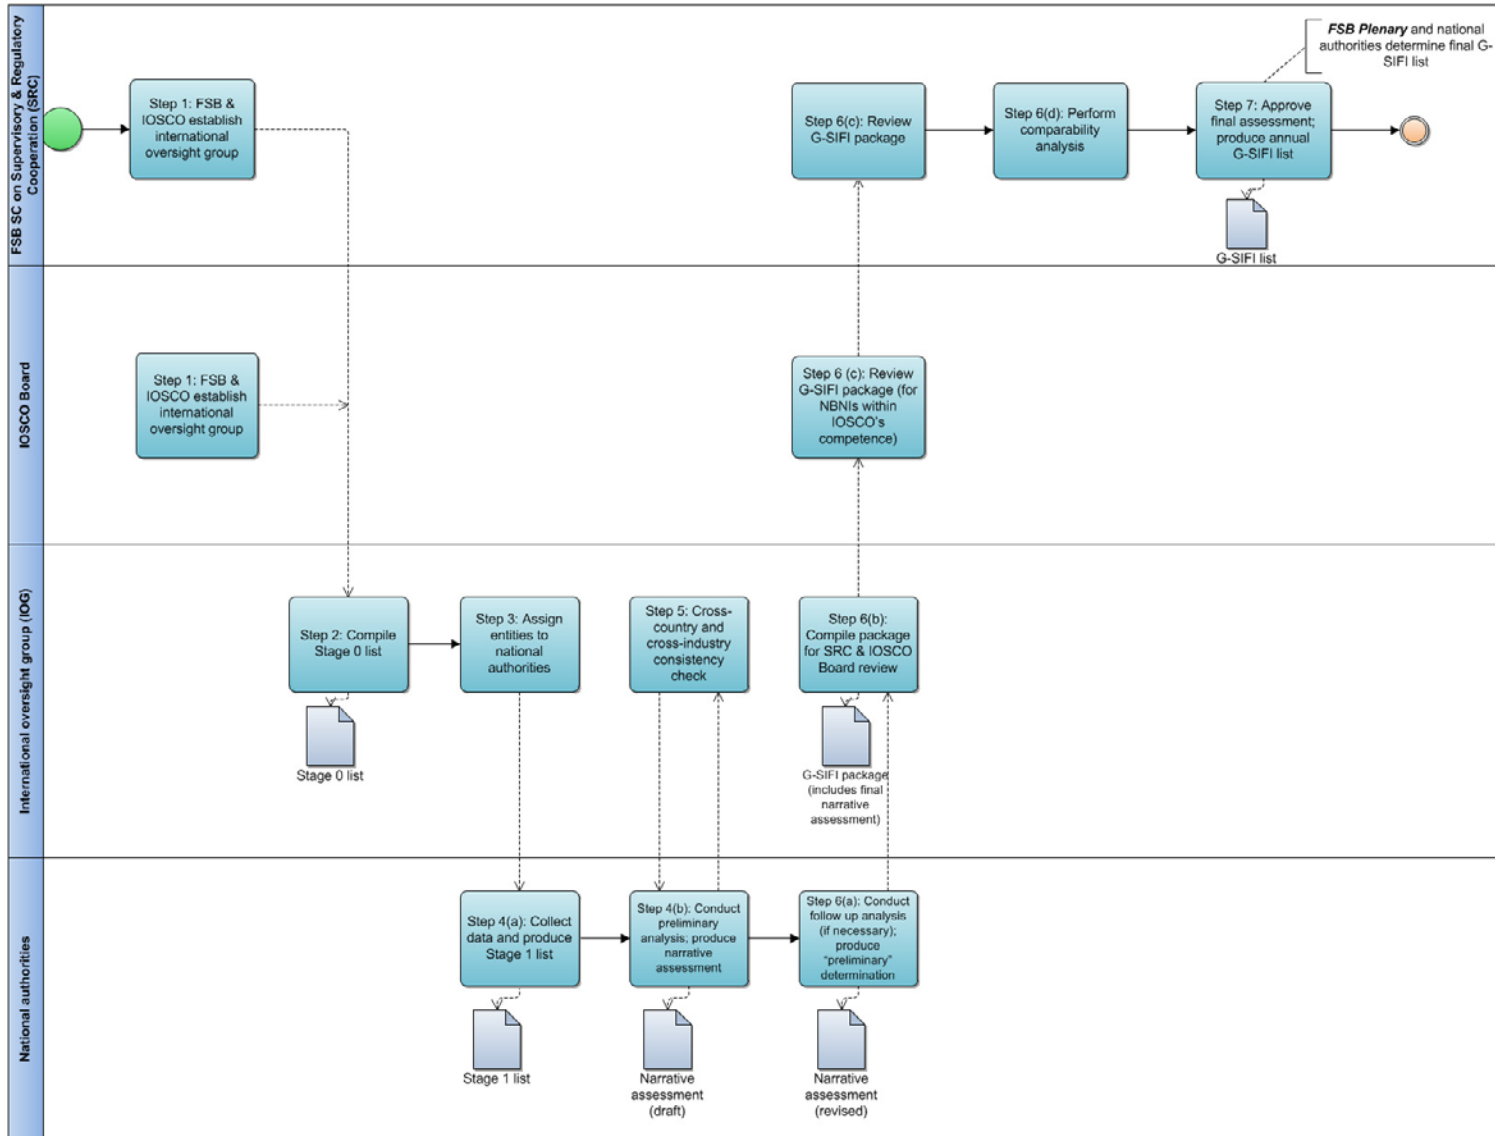 FSB SC on Supervisory & Regulatory
Cooperation (SRC)
Step 1: FSB &
IOSCO establish
international
oversight group
Step 6(c): Review
G-SIFI package
Step 6(d): Perform
comparability
analysis
Step 7: Approve
final assessment;
produce annual
G-SIFI list
FSB Plenary and national
authorities determine final G-
SIFI list
G-SIFI list
IOSCO Board
Step 1: FSB &
IOSCO establish
international
oversight group
Step 6 (c): Review
G-SIFI package (for
NBNIs within
IOSCO's
competence)
International oversight group (IOG)
Step 2: Compile
Stage 0 list
Stage 0 list
Step 3: Assign
entities to
national
authorities
Step 5: Cross-
country and
cross-industry
consistency
check
Step 6(b):
Compile package
for SRC & IOSCO
Board review
G-SIFI package
(includes final
narrative
assessment)
National authorities
Step 4(a): Collect
data and produce
Stage 1 list
Stage 1 list
Step 4(b): Conduct
preliminary
analysis; produce
narrative
assessment
Narrative
assessment
(draft)
Step 6(a): Conduct
follow up analysis
(if necessary);
produce
"preliminary"
determination
Narrative
assessment
(revised)